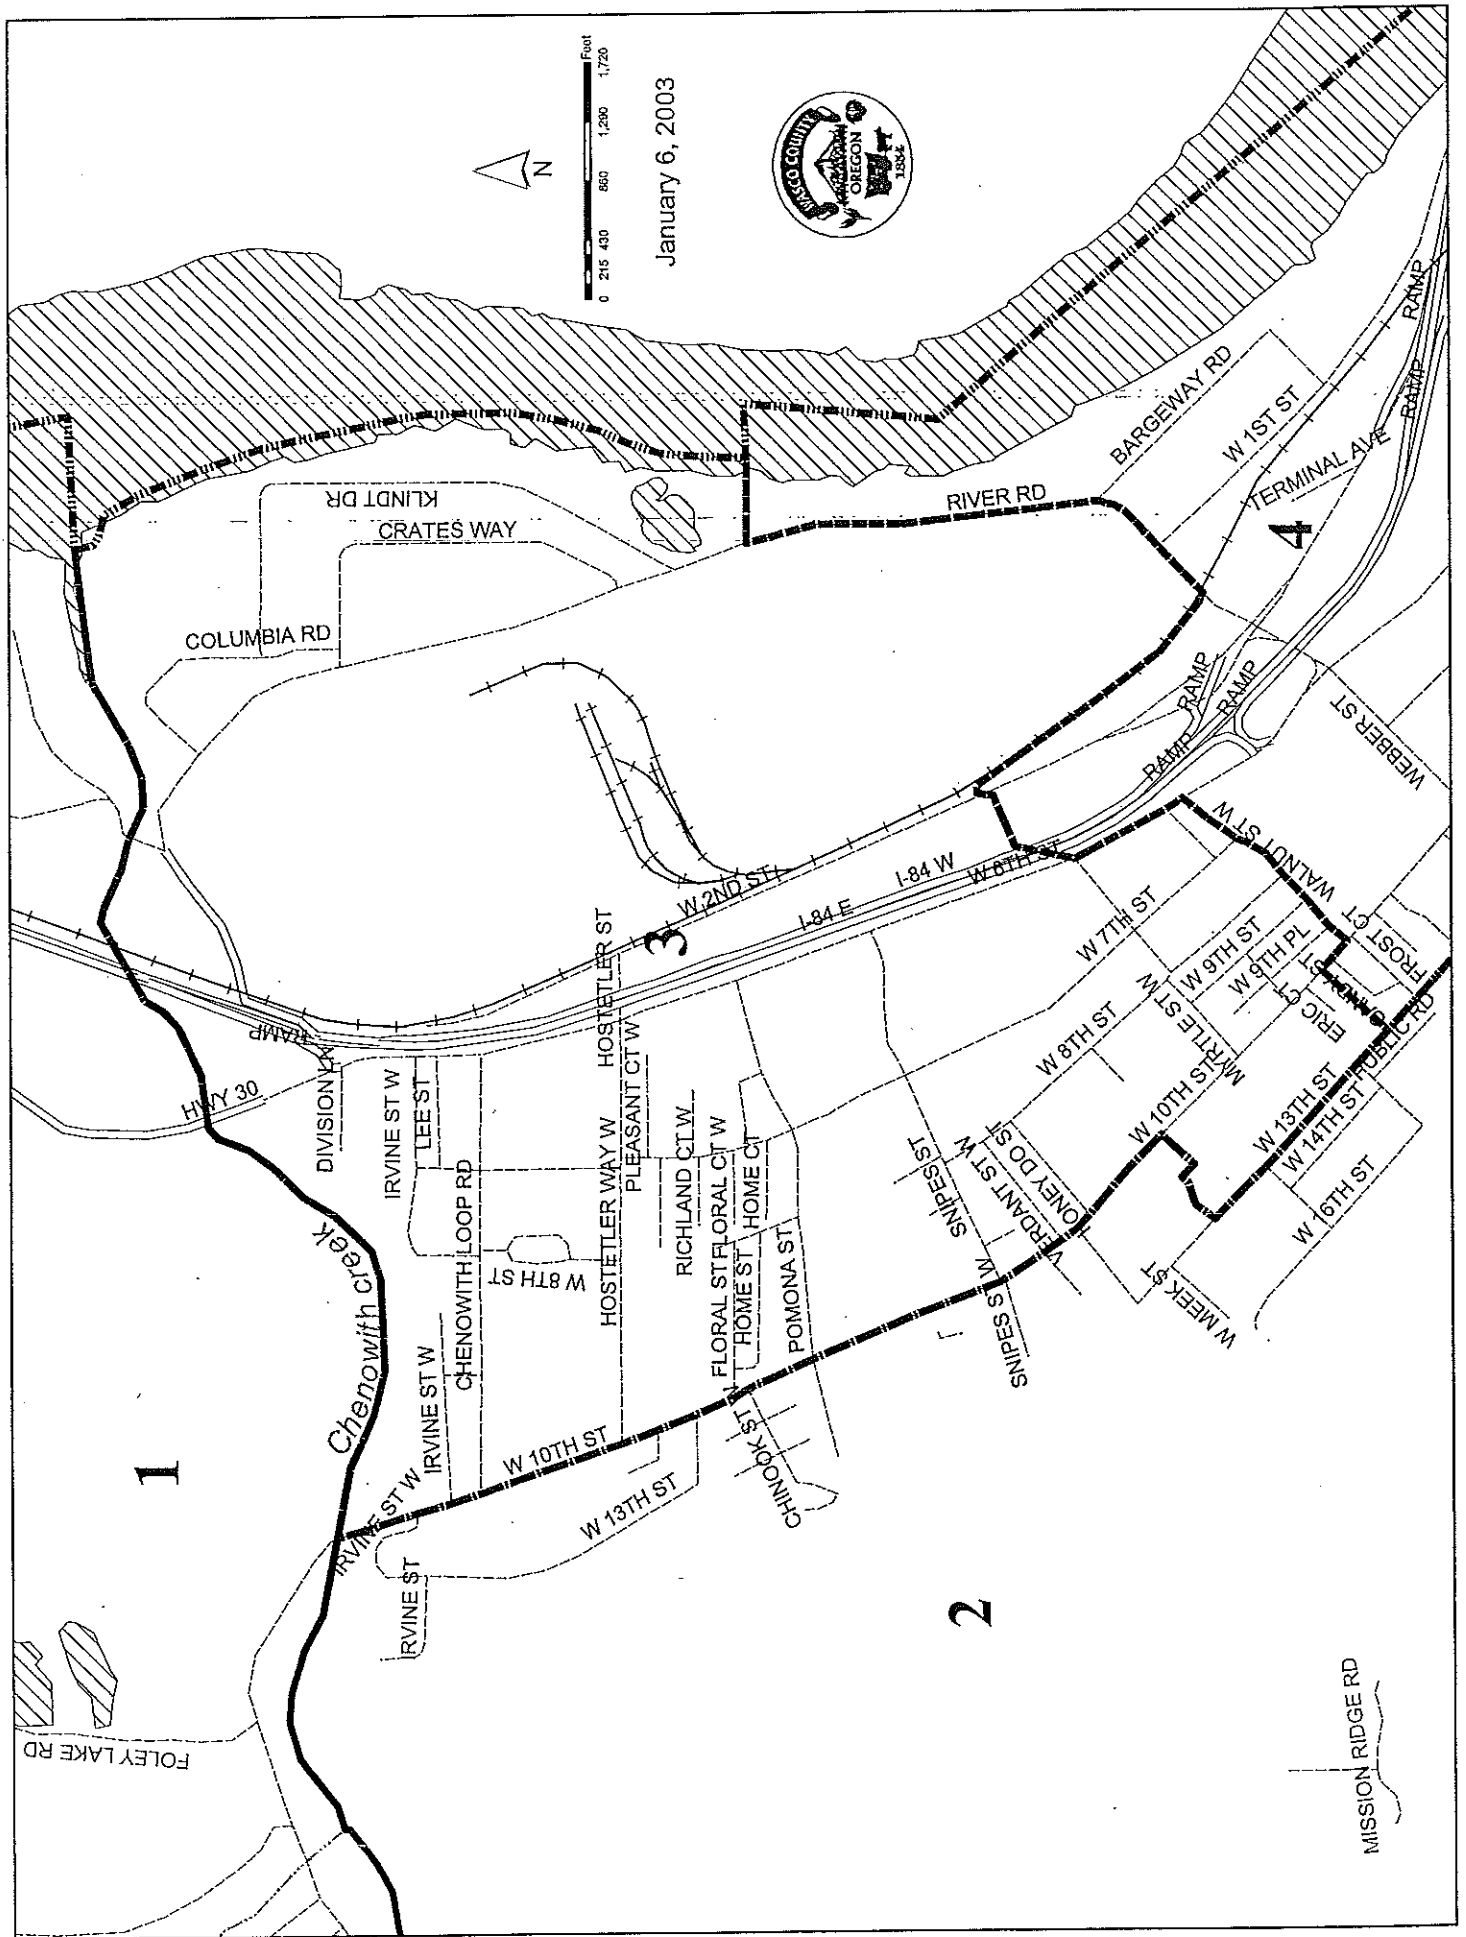 Feet
0 215 430 860 1,290 1,720
N
January 6, 2003
WASCO COUNTY
OREGON
1854
KLINDT DR
CRATES WAY
COLUMBIA RD
RIVER RD
BARGEWAY RD
W 1ST ST
TERMINAL AVE
RAMP
RAMP
4
RAMP
RAMP
RAMP
WEBBER ST
W 2ND ST
I-84 W
I-84 E
W 6TH ST
3
HOSTETLER ST
RAMP
HWY 30
DIVISION LN
IRVINE ST W
LEE ST
CHENOWITH LOOP RD
W 8TH ST
HOSTETLER WAY W
PLEASANT CT W
RICHLAND CT W
FLORAL ST
FLORAL CT W
HOME ST
HOME CT
POMONA ST
SNIPES ST
SNIPES ST W
VERDANT ST W
HONEY DO ST
W 7TH ST
W 8TH ST
W 9TH ST
W 9TH PL
MYRTLE ST W
WALNUT ST W
FROST CT
ERIC CT
W 10TH ST
W 13TH ST
W 14TH ST
PUBLIC RD
W 16TH ST
W MEEK ST
SNIPES S W
Chenowith Creek
1
IRVINE ST W
IRVINE ST W
IRVINE ST
W 10TH ST
W 13TH ST
CHINOOK ST W
2
FOLEY LAKE RD
MISSION RIDGE RD